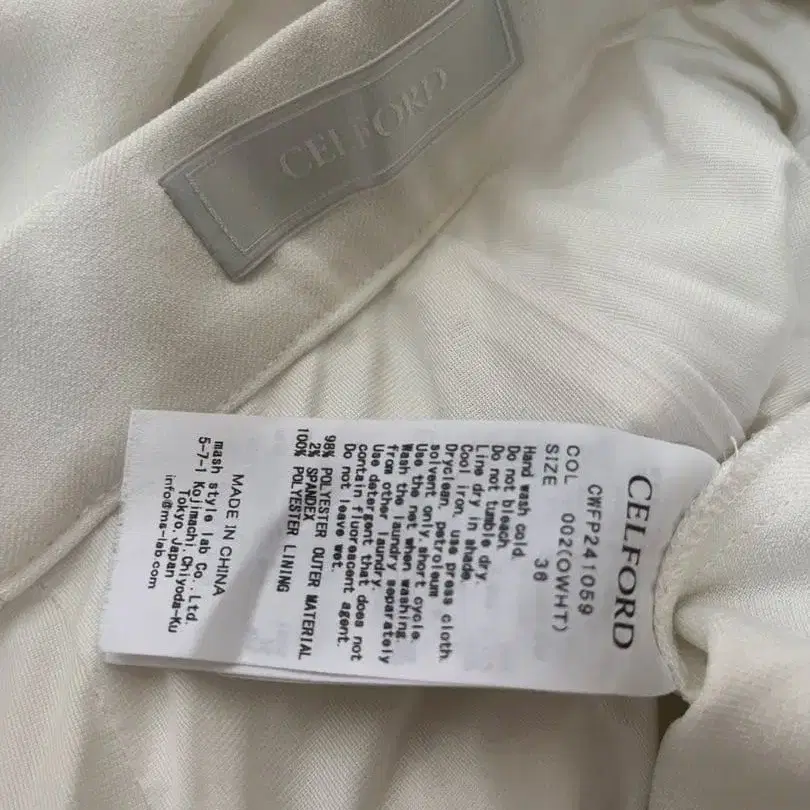 CELFORD
CELFORD
CWFP241059
COL 002(OWHT)
SIZE 36
Hand wash cold.
Do not bleach.
Do not tumble dry.
Line dry in shade.
Cool iron, use press cloth.
Dryclean, petroleum
solvent only, short cycle.
Use the net when washing.
Wash the laundry separately
from other laundry.
Use detergent that does not
contain fluorescent agent.
Do not leave wet.
98% POLYESTER OUTER MATERIAL
2% SPANDEX
100% POLYESTER LINING
MADE IN CHINA
mash style lab Co.,Ltd.
5-7-1 Kojimachi,Chiyoda-Ku
Tokyo,Japan
info@ms-lab.com